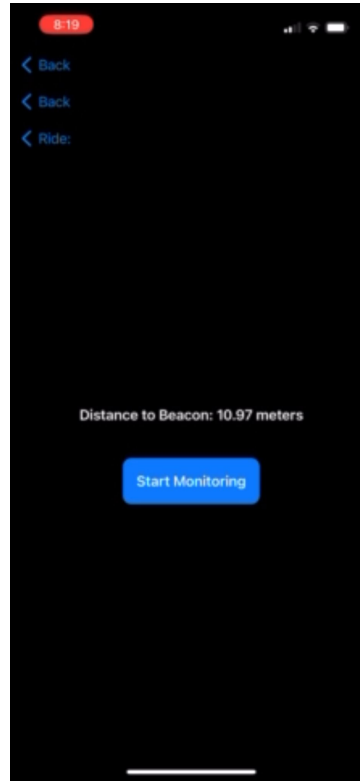 8:19
Back
Back
Ride:
Distance to Beacon: 10.97 meters
Start Monitoring